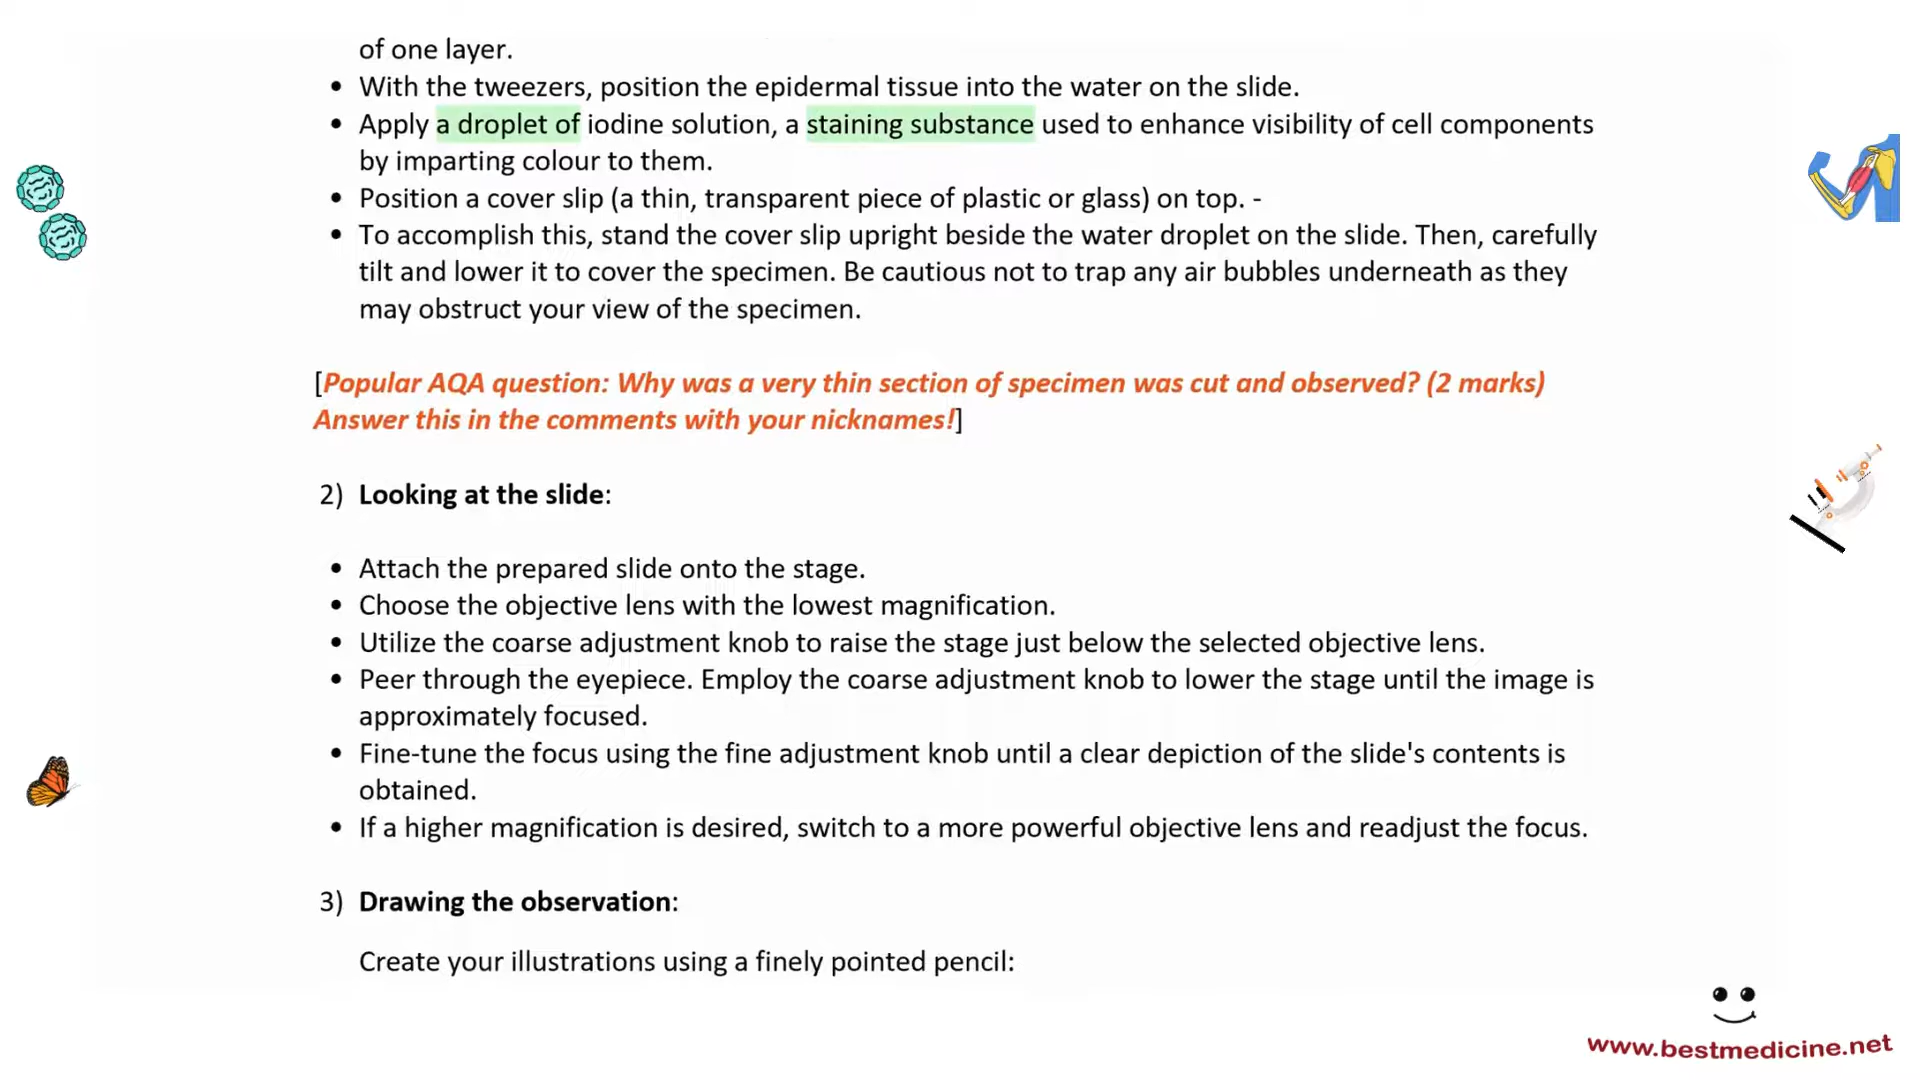 of one layer.
• With the tweezers, position the epidermal tissue into the water on the slide.
• Apply a droplet of iodine solution, a staining substance used to enhance visibility of cell components
by imparting colour to them.
• Position a cover slip (a thin, transparent piece of plastic or glass) on top. -
• To accomplish this, stand the cover slip upright beside the water droplet on the slide. Then, carefully
tilt and lower it to cover the specimen. Be cautious not to trap any air bubbles underneath as they
may obstruct your view of the specimen.
[Popular AQA question: Why was a very thin section of specimen was cut and observed? (2 marks)
Answer this in the comments with your nicknames!]
2) Looking at the slide:
• Attach the prepared slide onto the stage.
• Choose the objective lens with the lowest magnification.
• Utilize the coarse adjustment knob to raise the stage just below the selected objective lens.
• Peer through the eyepiece. Employ the coarse adjustment knob to lower the stage until the image is
approximately focused.
• Fine-tune the focus using the fine adjustment knob until a clear depiction of the slide's contents is
obtained.
• If a higher magnification is desired, switch to a more powerful objective lens and readjust the focus.
3) Drawing the observation:
Create your illustrations using a finely pointed pencil:
www.bestmedicine.net